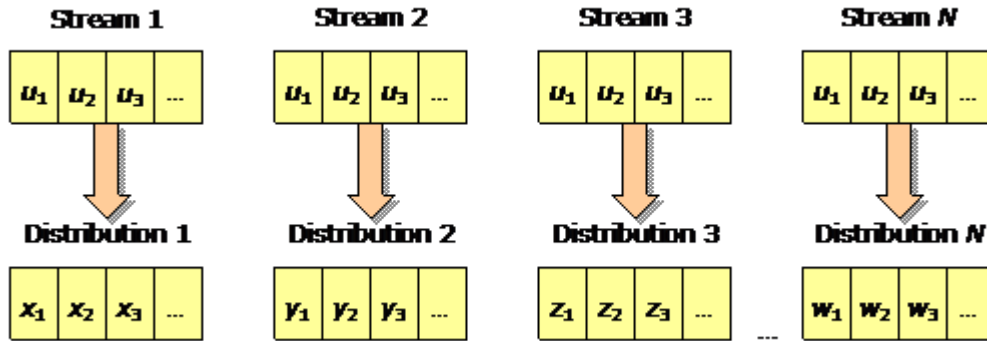 Stream 1 Stream 2 Stream 3 Stream N
u₁ u₂ u₃ ... u₁ u₂ u₃ ... u₁ u₂ u₃ ... u₁ u₂ u₃ ...
Distribution 1 Distribution 2 Distribution 3 Distribution N
x₁ x₂ x₃ ... y₁ y₂ y₃ ... z₁ z₂ z₃ ... ... w₁ w₂ w₃ ...